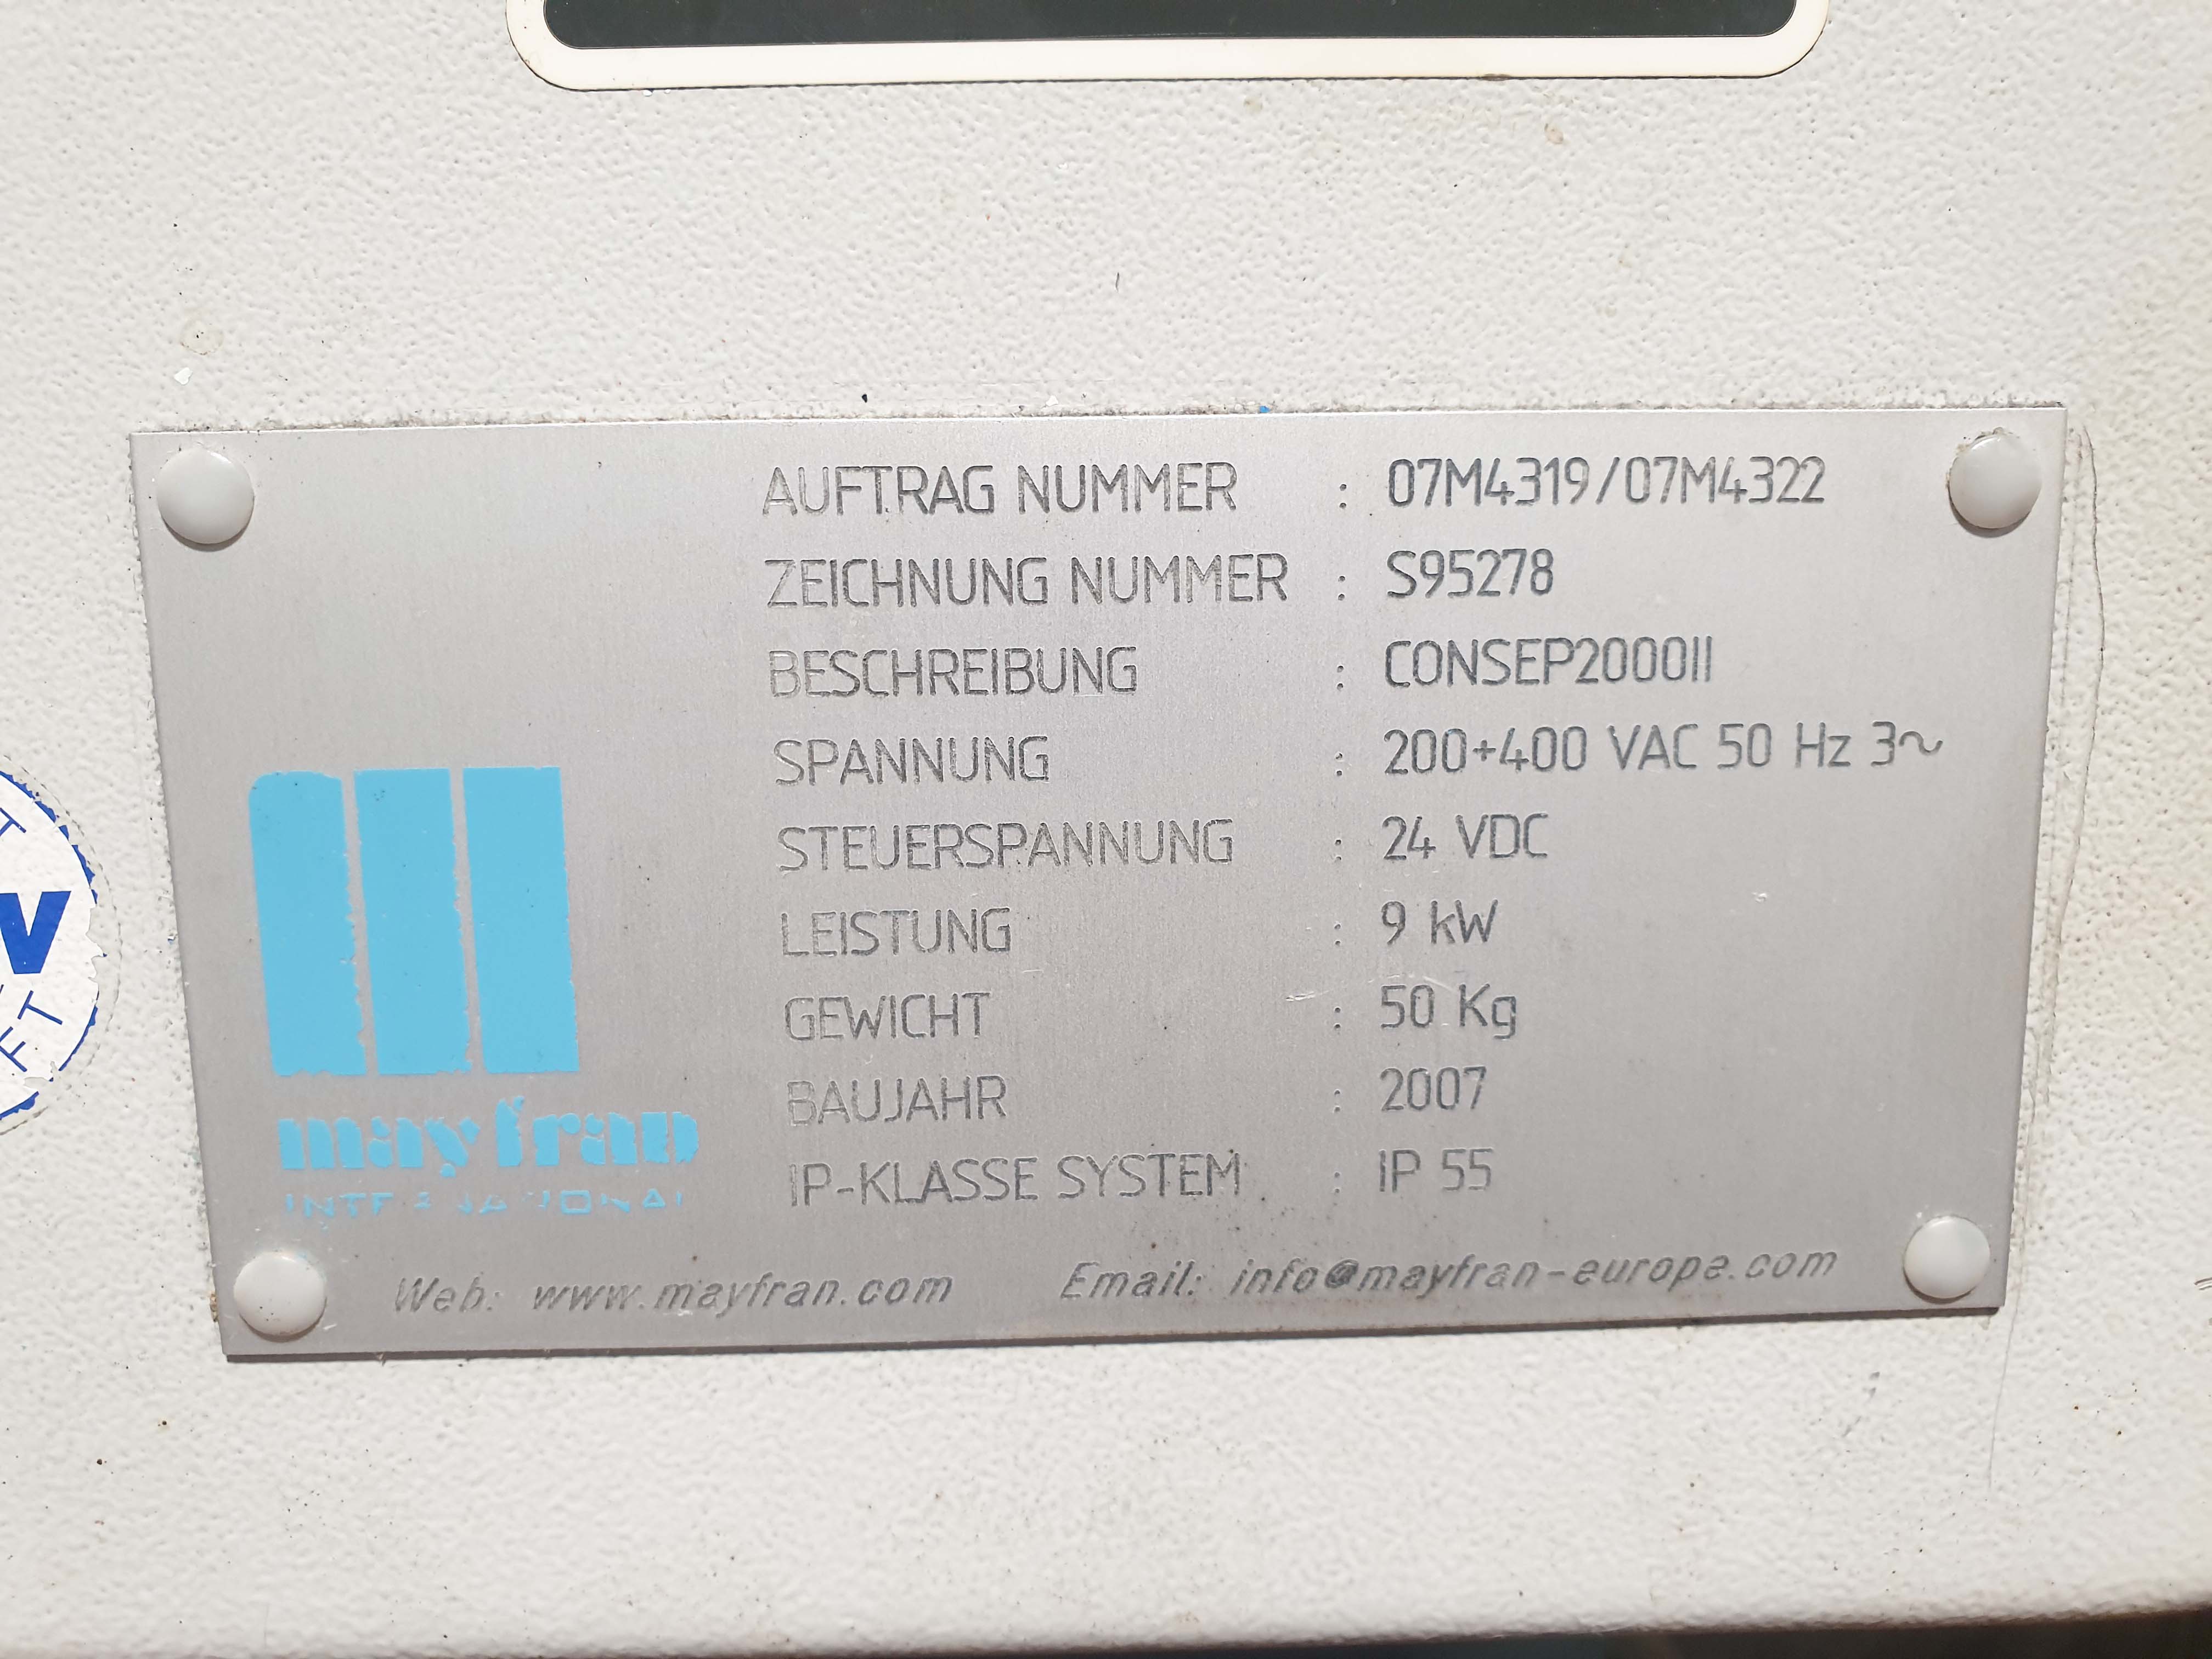 AUFTRAG NUMMER : 07M4319/07M4322
ZEICHNUNG NUMMER : S95278
BESCHREIBUNG : CONSEP2000II
SPANNUNG : 200+400 VAC 50 Hz 3~
STEUERSPANNUNG : 24 VDC
LEISTUNG : 9 kW
GEWICHT : 50 Kg
BAUJAHR : 2007
IP-KLASSE SYSTEM : IP 55
mayfran
INTERNATIONAL
Web: www.mayfran.com Email: info@mayfran-europe.com